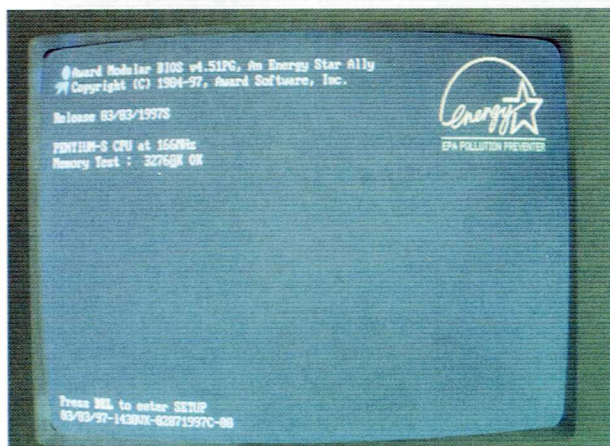 Award Modular BIOS v4.51PG, An Energy Star Ally
Copyright (C) 1984-97, Award Software, Inc.
energy
EPA POLLUTION PREVENTER
Release 03/03/1997S
PENTIUM-S CPU at 166MHz
Memory Test : 32768K OK
Press DEL to enter SETUP
03/03/97-i430VX-